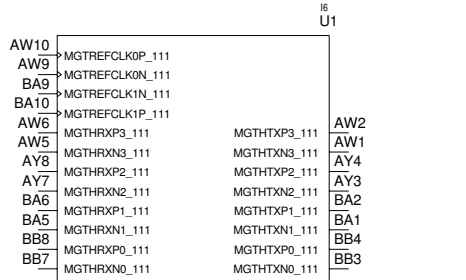 I6
U1
AW10 MGTREFCLK0P_111
AW9 MGTREFCLK0N_111
BA9 MGTREFCLK1N_111
BA10 MGTREFCLK1P_111
AW6 MGTHRXP3_111 MGTHTXP3_111 AW2
AW5 MGTHRXN3_111 MGTHTXN3_111 AW1
AY8 MGTHRXP2_111 MGTHTXP2_111 AY4
AY7 MGTHRXN2_111 MGTHTXN2_111 AY3
BA6 MGTHRXP1_111 MGTHTXP1_111 BA2
BA5 MGTHRXN1_111 MGTHTXN1_111 BA1
BB8 MGTHRXP0_111 MGTHTXP0_111 BB4
BB7 MGTHRXN0_111 MGTHTXN0_111 BB3